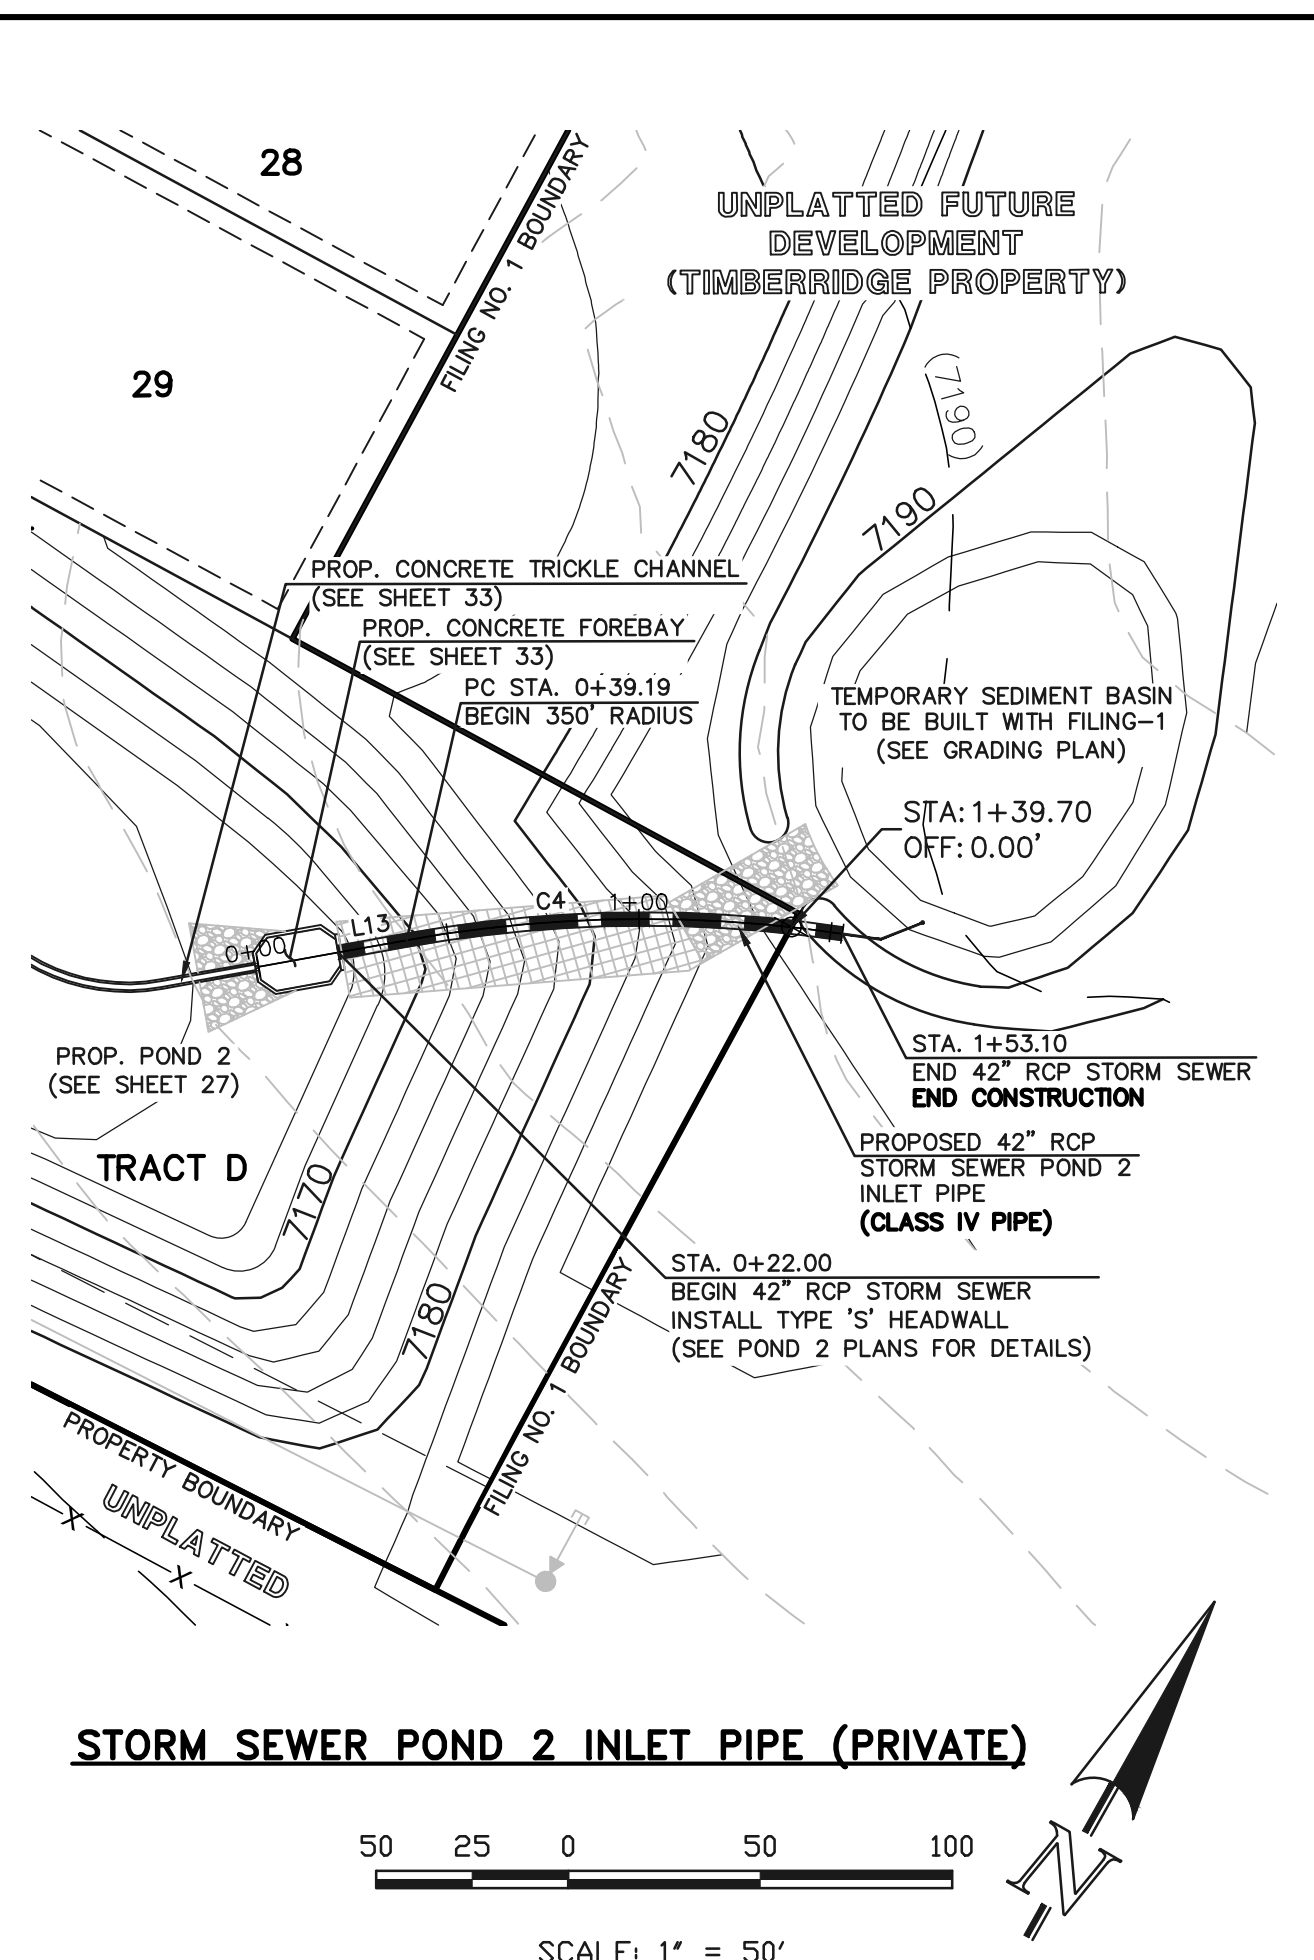 28
UNPLATTED FUTURE
DEVELOPMENT
(TIMBERRIDGE PROPERTY)
FILING NO. 1 BOUNDARY
29
(7190)
7180
7190
PROP. CONCRETE TRICKLE CHANNEL
(SEE SHEET 33)
PROP. CONCRETE FOREBAY
(SEE SHEET 33)
PC STA. 0+39.19
BEGIN 350' RADIUS
TEMPORARY SEDIMENT BASIN
TO BE BUILT WITH FILING-1
(SEE GRADING PLAN)
STA: 1+39.70
OFF: 0.00'
C4
1+00
L13
0+00
PROP. POND 2
(SEE SHEET 27)
STA. 1+53.10
END 42" RCP STORM SEWER
END CONSTRUCTION
PROPOSED 42" RCP
STORM SEWER POND 2
INLET PIPE
(CLASS IV PIPE)
TRACT D
7170
7180
STA. 0+22.00
BEGIN 42" RCP STORM SEWER
INSTALL TYPE 'S' HEADWALL
(SEE POND 2 PLANS FOR DETAILS)
FILING NO. 1 BOUNDARY
PROPERTY BOUNDARY
UNPLATTED
X
X
STORM SEWER POND 2 INLET PIPE (PRIVATE)
50 25 0 50 100
N
SCALE: 1" = 50'